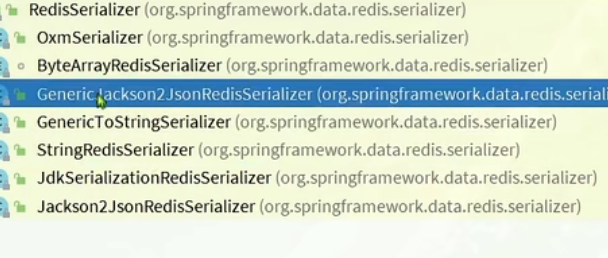 RedisSerializer (org.springframework.data.redis.serializer)
OxmSerializer (org.springframework.data.redis.serializer)
ByteArrayRedisSerializer (org.springframework.data.redis.serializer)
GenericJackson2JsonRedisSerializer (org.springframework.data.redis.seriali
GenericToStringSerializer (org.springframework.data.redis.serializer)
StringRedisSerializer (org.springframework.data.redis.serializer)
JdkSerializationRedisSerializer (org.springframework.data.redis.serializer)
Jackson2JsonRedisSerializer (org.springframework.data.redis.serializer)